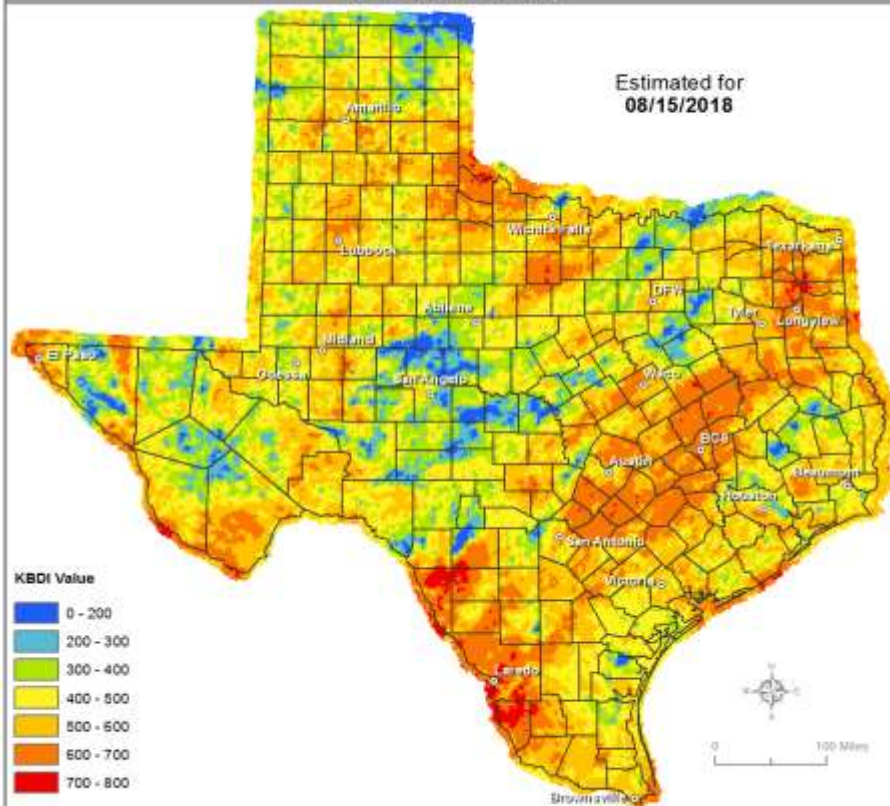 Estimated for
08/15/2018
Amarillo
Wichita Falls
Texarkana
Lubbock
DFW
Abilene
Tyler
Longview
Midland
El Paso
Odessa
San Angelo
Waco
BCS
Austin
Beaumont
Houston
San Antonio
Victoria
Laredo
Brownsville
KBDI Value
0 - 200
200 - 300
300 - 400
400 - 500
500 - 600
600 - 700
700 - 800
0 100 Miles